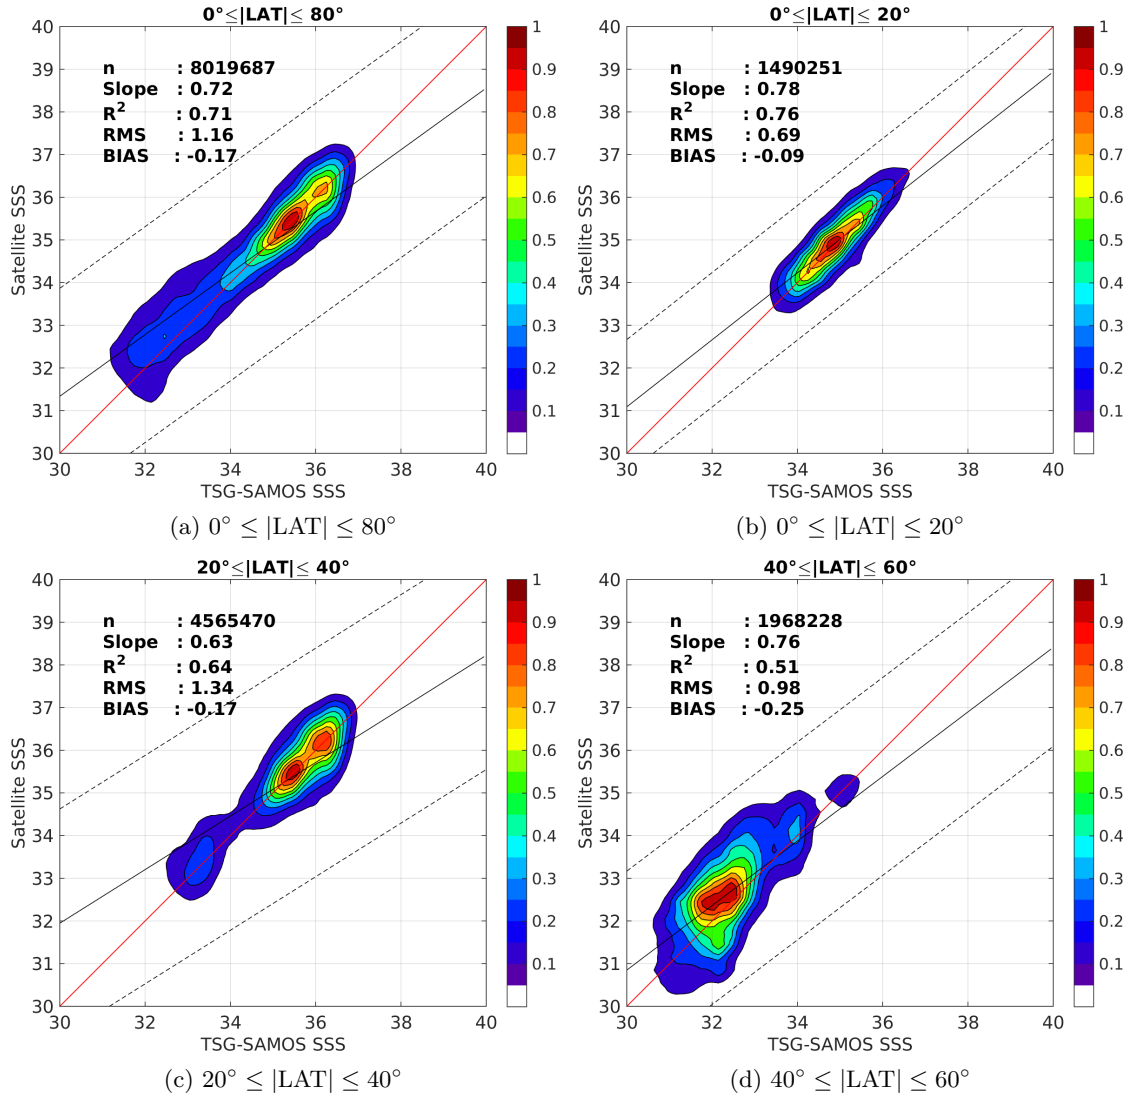 0°≤|LAT|≤ 80°
n : 8019687
Slope : 0.72
R² : 0.71
RMS : 1.16
BIAS : -0.17
40
39
38
37
36
35
34
33
32
31
30
30 32 34 36 38 40
Satellite SSS
TSG-SAMOS SSS
1
0.9
0.8
0.7
0.6
0.5
0.4
0.3
0.2
0.1
(a) 0° ≤ |LAT| ≤ 80°
0°≤|LAT|≤ 20°
n : 1490251
Slope : 0.78
R² : 0.76
RMS : 0.69
BIAS : -0.09
40
39
38
37
36
35
34
33
32
31
30
30 32 34 36 38 40
Satellite SSS
TSG-SAMOS SSS
1
0.9
0.8
0.7
0.6
0.5
0.4
0.3
0.2
0.1
(b) 0° ≤ |LAT| ≤ 20°
20°≤|LAT|≤ 40°
n : 4565470
Slope : 0.63
R² : 0.64
RMS : 1.34
BIAS : -0.17
40
39
38
37
36
35
34
33
32
31
30
30 32 34 36 38 40
Satellite SSS
TSG-SAMOS SSS
1
0.9
0.8
0.7
0.6
0.5
0.4
0.3
0.2
0.1
(c) 20° ≤ |LAT| ≤ 40°
40°≤|LAT|≤ 60°
n : 1968228
Slope : 0.76
R² : 0.51
RMS : 0.98
BIAS : -0.25
40
39
38
37
36
35
34
33
32
31
30
30 32 34 36 38 40
Satellite SSS
TSG-SAMOS SSS
1
0.9
0.8
0.7
0.6
0.5
0.4
0.3
0.2
0.1
(d) 40° ≤ |LAT| ≤ 60°